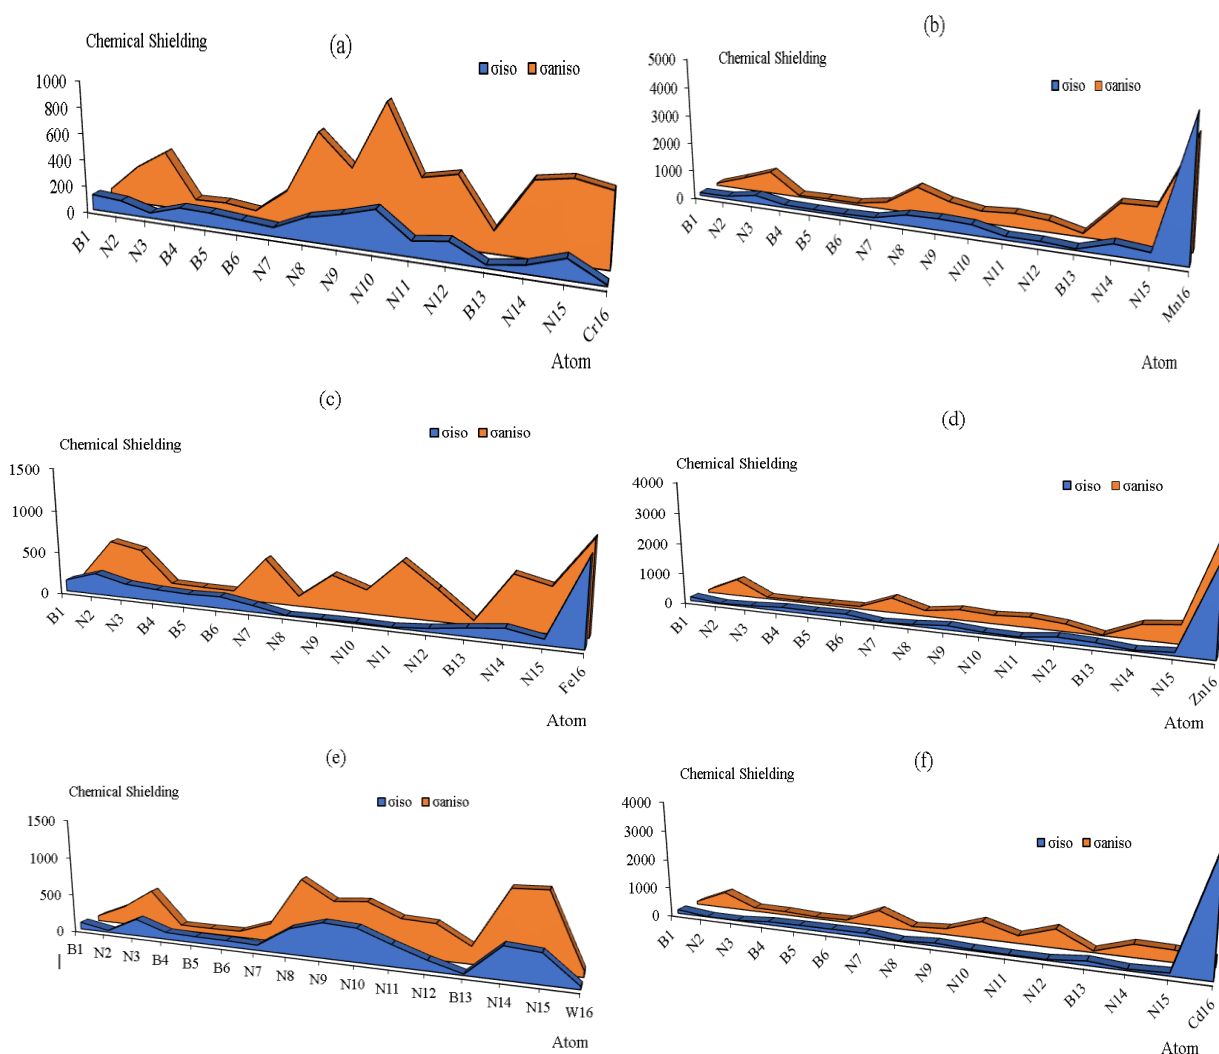 (a)
Chemical Shielding
σiso σaniso
1000
800
600
400
200
0
B1 N2 N3 B4 B5 B6 N7 N8 N9 N10 N11 N12 B13 N14 N15 Cr16
Atom
(b)
Chemical Shielding
σiso σaniso
5000
4000
3000
2000
1000
0
B1 N2 N3 B4 B5 B6 N7 N8 N9 N10 N11 N12 B13 N14 N15 Mn16
Atom
(c)
σiso σaniso
Chemical Shielding
1500
1000
500
0
B1 N2 N3 B4 B5 B6 N7 N8 N9 N10 N11 N12 B13 N14 N15 Fe16
Atom
(d)
Chemical Shielding
σiso σaniso
4000
3000
2000
1000
0
B1 N2 N3 B4 B5 B6 N7 N8 N9 N10 N11 N12 B13 N14 N15 Zn16
Atom
(e)
Chemical Shielding
σiso σaniso
1500
1000
500
0
B1 N2 N3 B4 B5 B6 N7 N8 N9 N10 N11 N12 B13 N14 N15 W16
Atom
(f)
Chemical Shielding
σiso σaniso
4000
3000
2000
1000
0
B1 N2 N3 B4 B5 B6 N7 N8 N9 N10 N11 N12 B13 N14 N15 Cd16
Atom